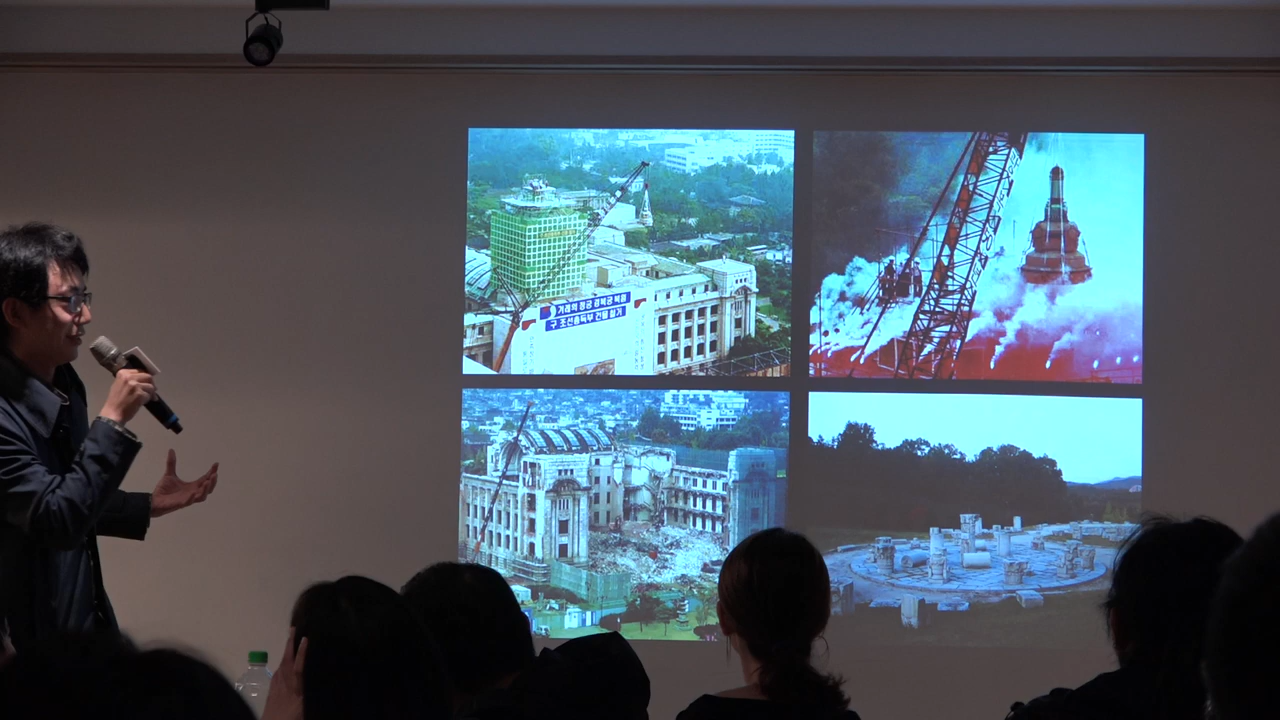 겨레의 정궁 경복궁 복원
구 조선총독부 건물 철거